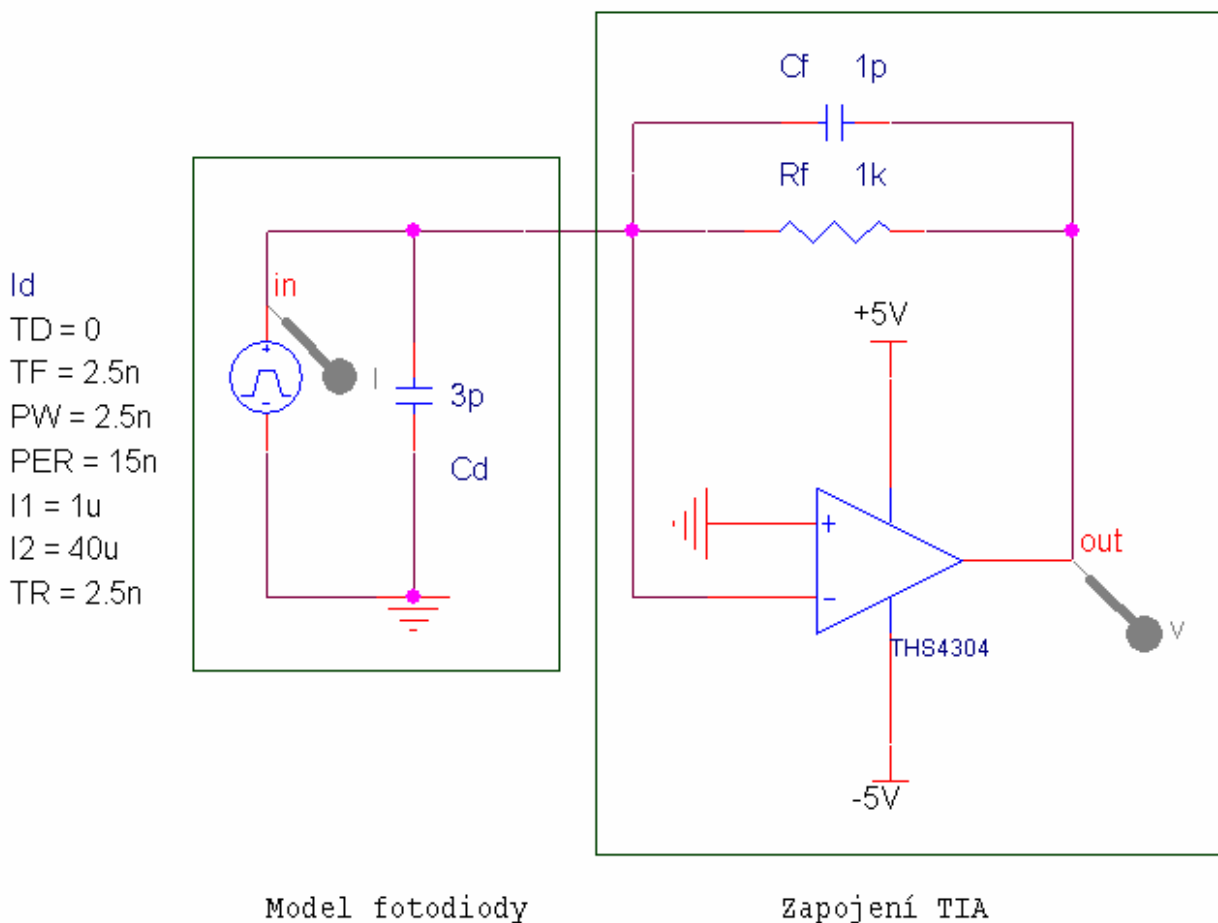 Cf 1p
Rf 1k
Id
TD = 0
TF = 2.5n
PW = 2.5n
PER = 15n
I1 = 1u
I2 = 40u
TR = 2.5n
in
+
-
I
3p
Cd
+5V
+
-
out
THS4304
V
-5V
Model fotodiody
Zapojení TIA